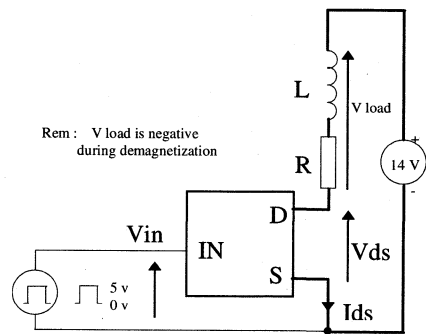 L
V load
Rem : V load is negative
during demagnetization
+
14 V
-
R
D
Vin
IN
Vds
S
5 v
0 v
Ids